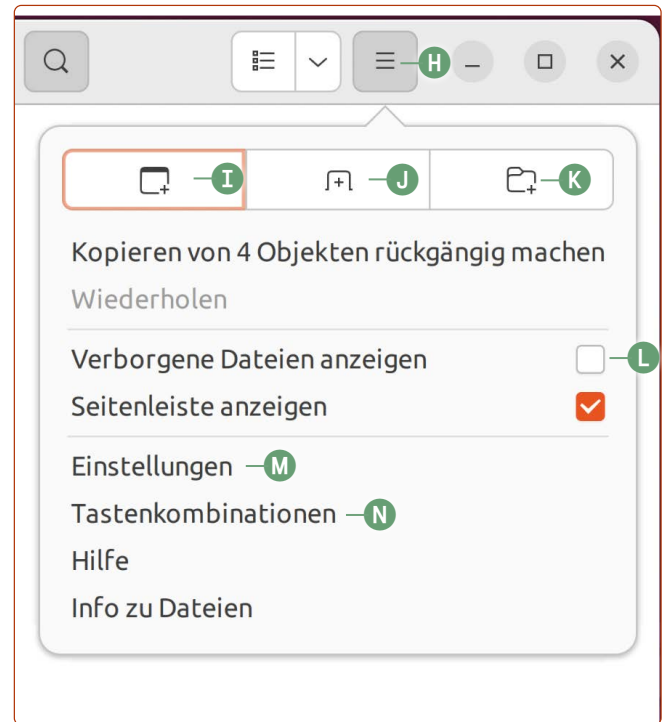 H
I
J
K
Kopieren von 4 Objekten rückgängig machen
Wiederholen
Verborgene Dateien anzeigen L
Seitenleiste anzeigen
Einstellungen M
Tastenkombinationen N
Hilfe
Info zu Dateien